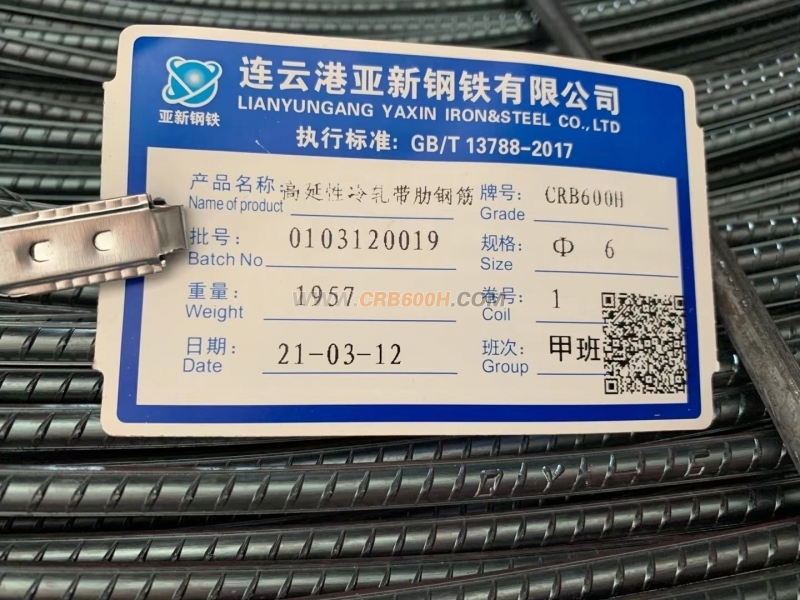 连云港亚新钢铁有限公司
LIANYUNGANG YAXIN IRON&STEEL CO.,LTD
亚新钢铁
执行标准：GB/T 13788-2017
产品名称： 高延性冷轧带肋钢筋 牌号： CRB600H
Name of product Grade
批号： 0103120019 规格： Φ 6
Batch No Size
重量： 1957 卷号： 1
Weight Coil
WWW.CRB600H.COM
日期： 21-03-12 班次： 甲班
Date Group